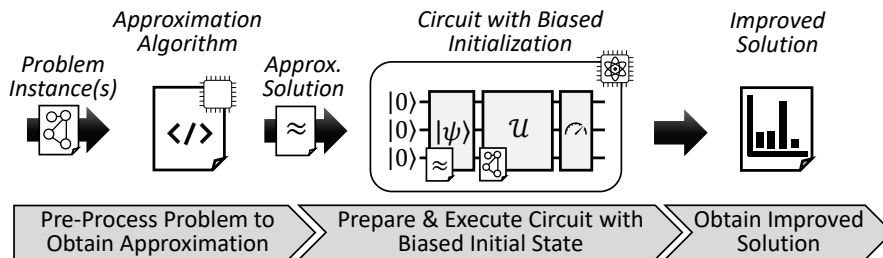 Approximation
Algorithm
Circuit with Biased
Initialization
Improved
Solution
Problem
Instance(s)
Approx.
Solution
</>
≈
|0⟩
|0⟩
|0⟩
|ψ⟩
≈
𝒰
Pre-Process Problem to
Obtain Approximation
Prepare & Execute Circuit with
Biased Initial State
Obtain Improved
Solution